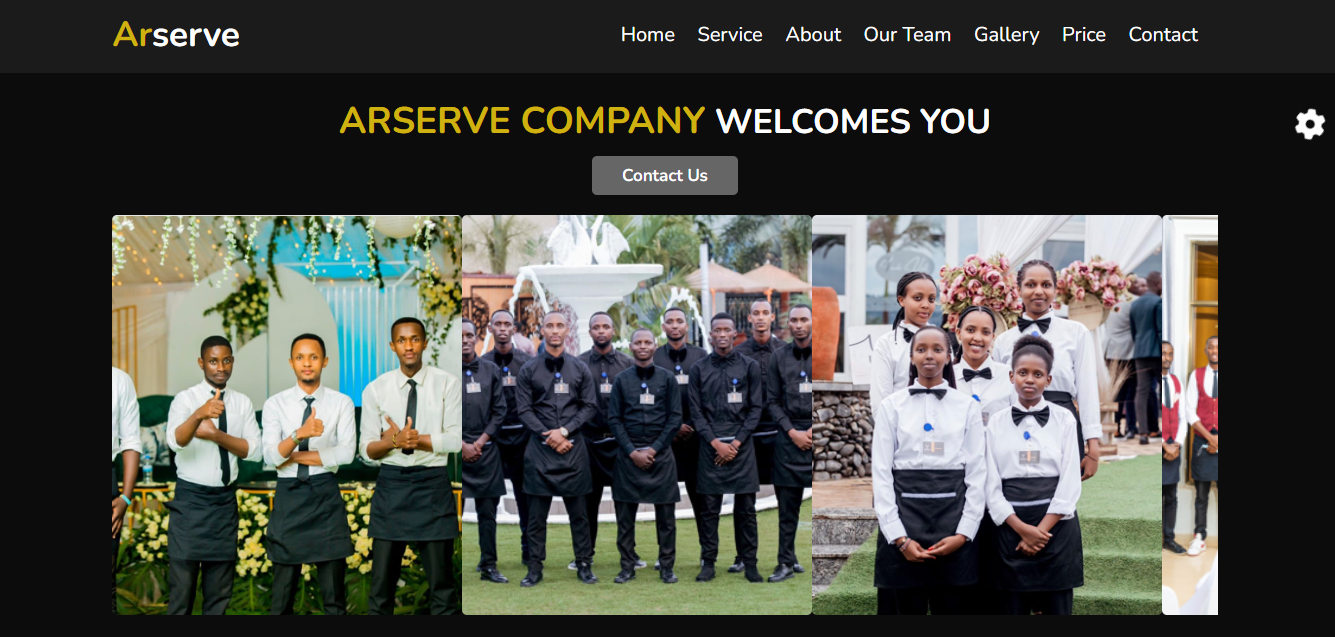 Arserve
Home Service About Our Team Gallery Price Contact
ARSERVE COMPANY WELCOMES YOU
Contact Us